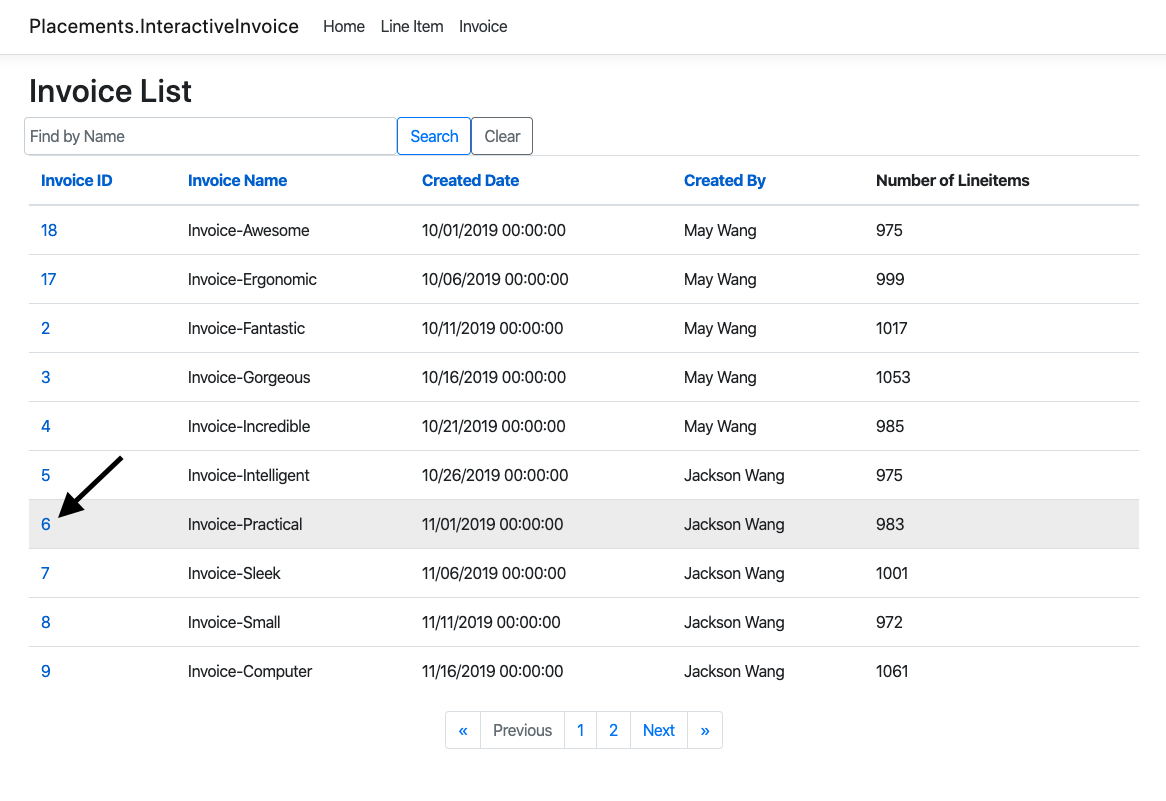 Placements.InteractiveInvoice Home Line Item Invoice
Invoice List
Find by Name Search Clear
Invoice ID Invoice Name Created Date Created By Number of Lineitems
18 Invoice-Awesome 10/01/2019 00:00:00 May Wang 975
17 Invoice-Ergonomic 10/06/2019 00:00:00 May Wang 999
2 Invoice-Fantastic 10/11/2019 00:00:00 May Wang 1017
3 Invoice-Gorgeous 10/16/2019 00:00:00 May Wang 1053
4 Invoice-Incredible 10/21/2019 00:00:00 May Wang 985
5 Invoice-Intelligent 10/26/2019 00:00:00 Jackson Wang 975
6 Invoice-Practical 11/01/2019 00:00:00 Jackson Wang 983
7 Invoice-Sleek 11/06/2019 00:00:00 Jackson Wang 1001
8 Invoice-Small 11/11/2019 00:00:00 Jackson Wang 972
9 Invoice-Computer 11/16/2019 00:00:00 Jackson Wang 1061
« Previous 1 2 Next »